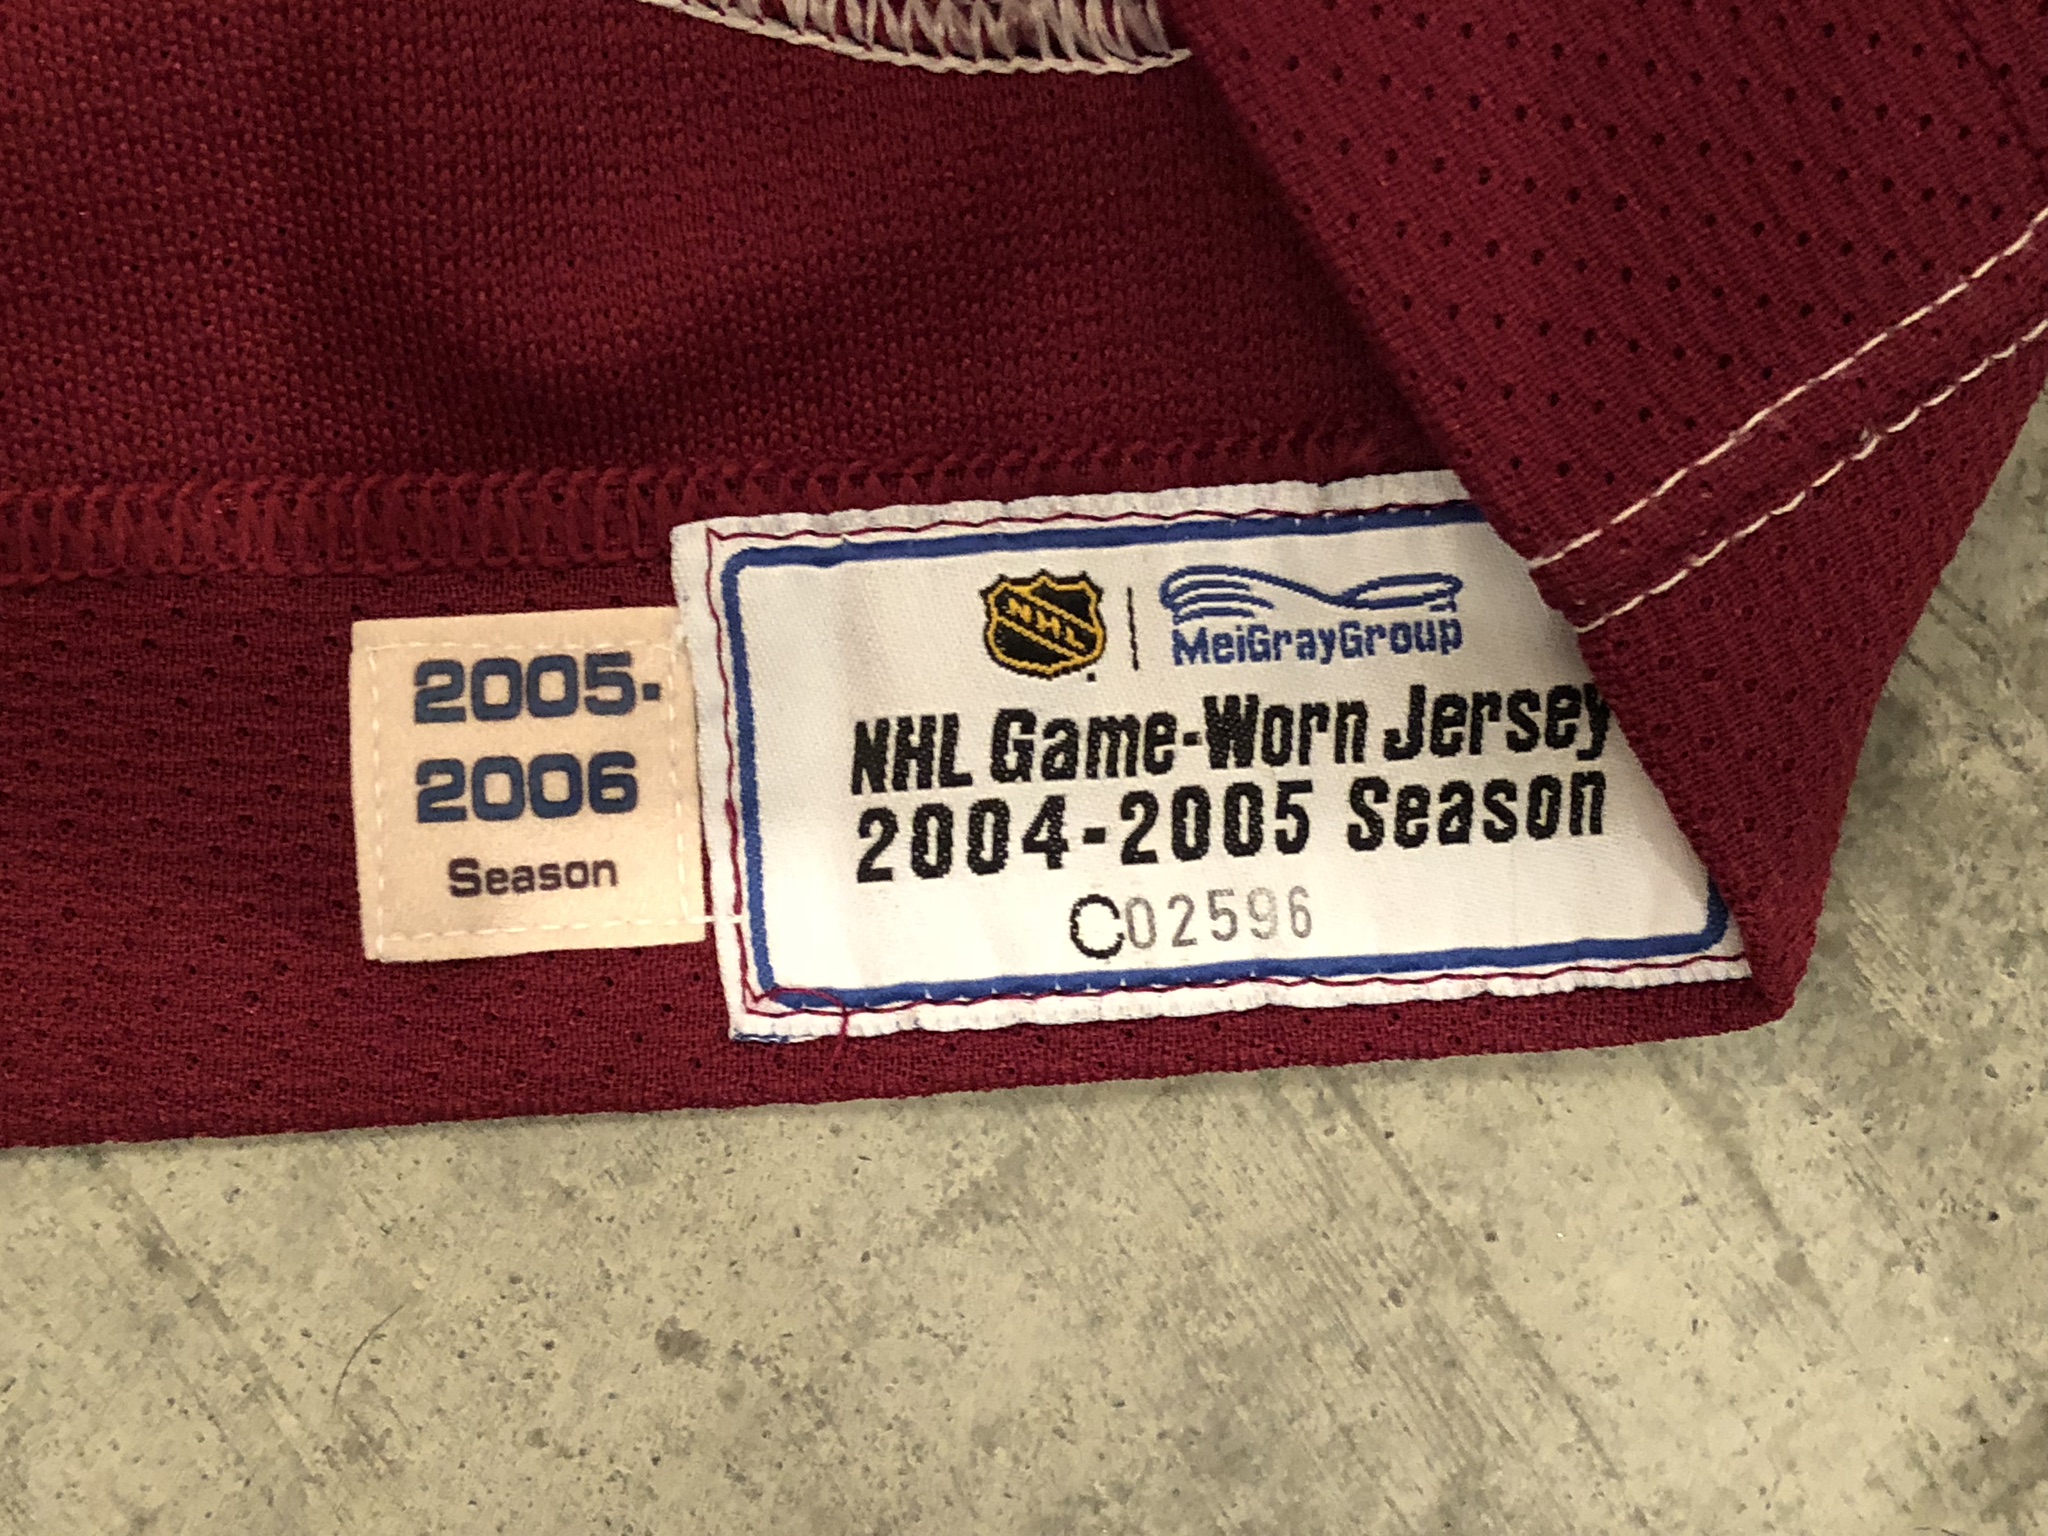 2005-
2006
Season
NHL
MeiGrayGroup
NHL Game-Worn Jersey
2004-2005 Season
C02596